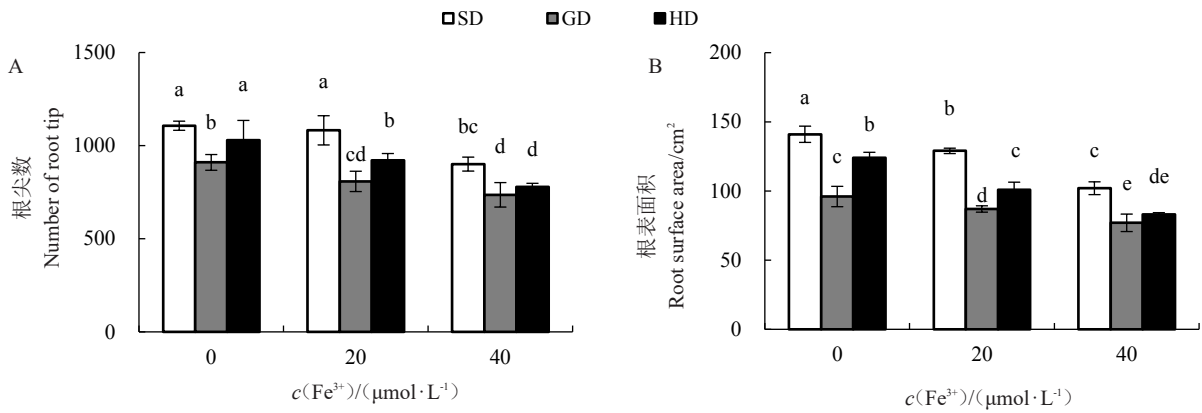 SD GD HD
A
根尖数
Number of root tip
1500
1000
500
0
a b a a cd b bc d d
0 20 40
c(Fe³⁺)/(μmol·L⁻¹)
B
根表面积
Root surface area/cm²
200
150
100
50
0
a c b b d c c e de
0 20 40
c(Fe³⁺)/(μmol·L⁻¹)